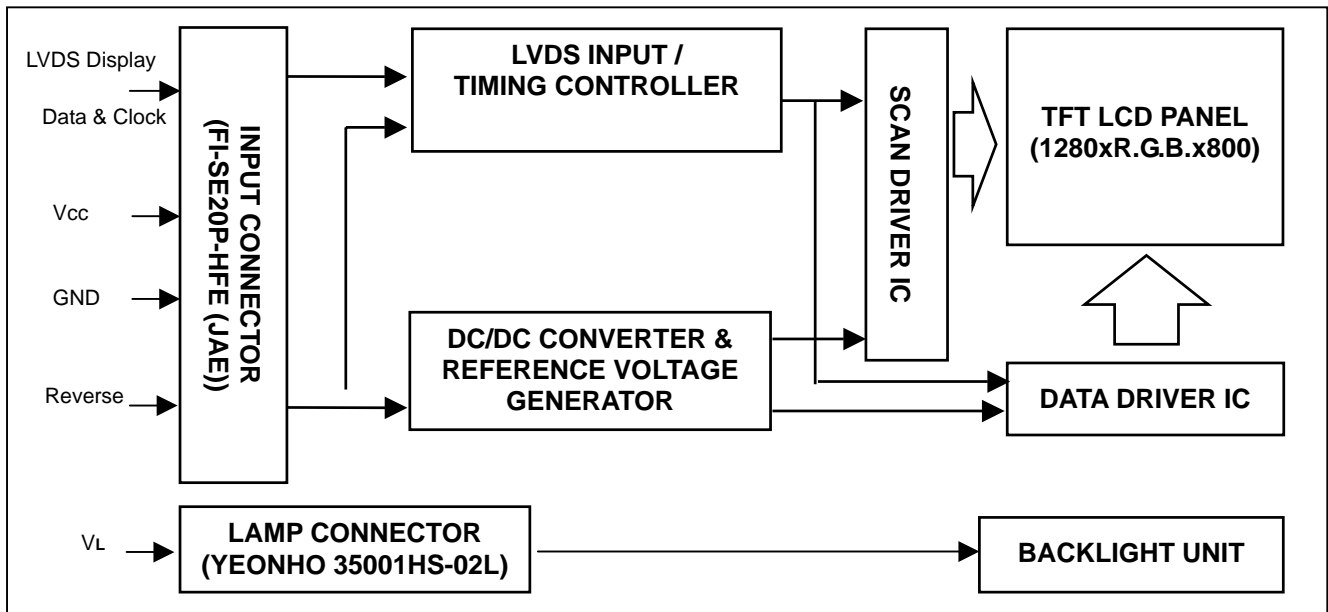 LVDS Display
Data & Clock
Vcc
GND
Reverse
VL
INPUT CONNECTOR
(FI-SE20P-HFE (JAE))
LVDS INPUT /
TIMING CONTROLLER
DC/DC CONVERTER &
REFERENCE VOLTAGE
GENERATOR
SCAN DRIVER IC
TFT LCD PANEL
(1280xR.G.B.x800)
DATA DRIVER IC
LAMP CONNECTOR
(YEONHO 35001HS-02L)
BACKLIGHT UNIT